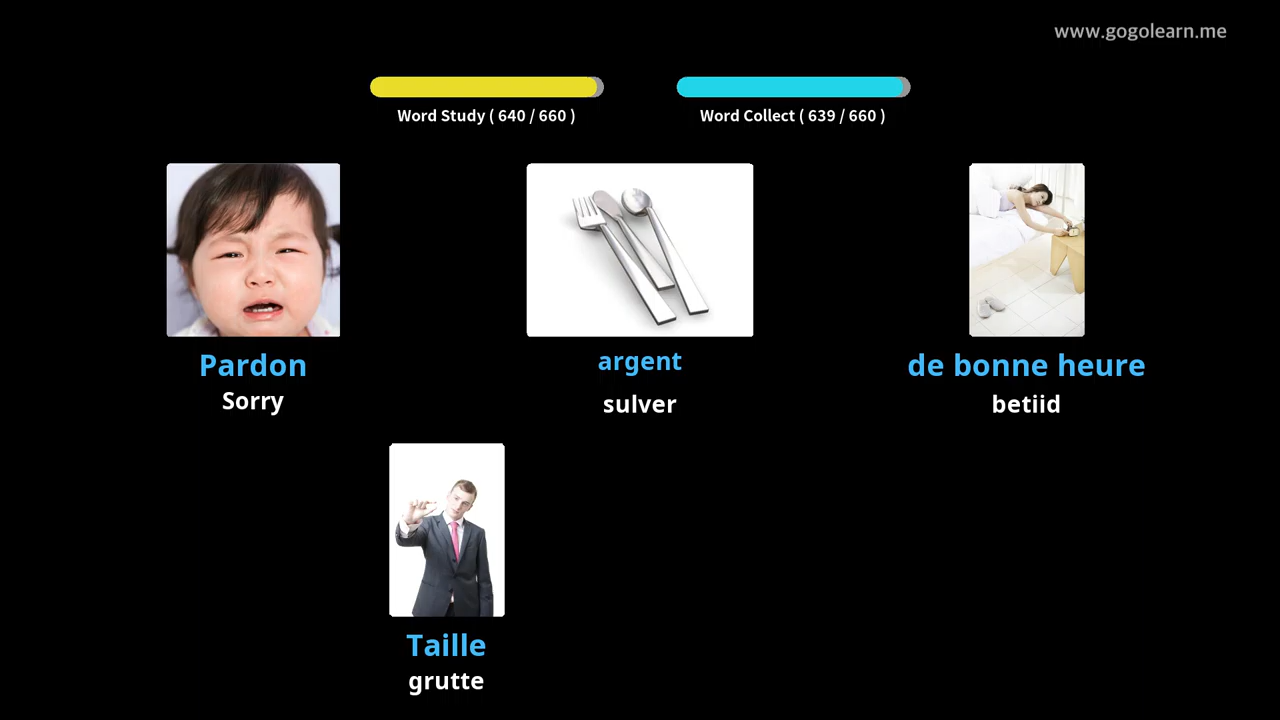 www.gogolearn.me
Word Study ( 640 / 660 )
Word Collect ( 639 / 660 )
Pardon
Sorry
argent
sulver
de bonne heure
betiid
Taille
grutte